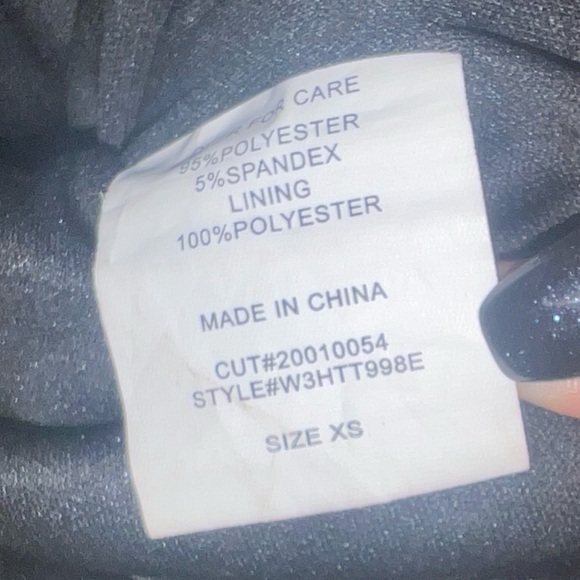 FOR CARE
95%POLYESTER
5%SPANDEX
LINING
100%POLYESTER
MADE IN CHINA
CUT#20010054
STYLE#W3HTT998E
SIZE XS